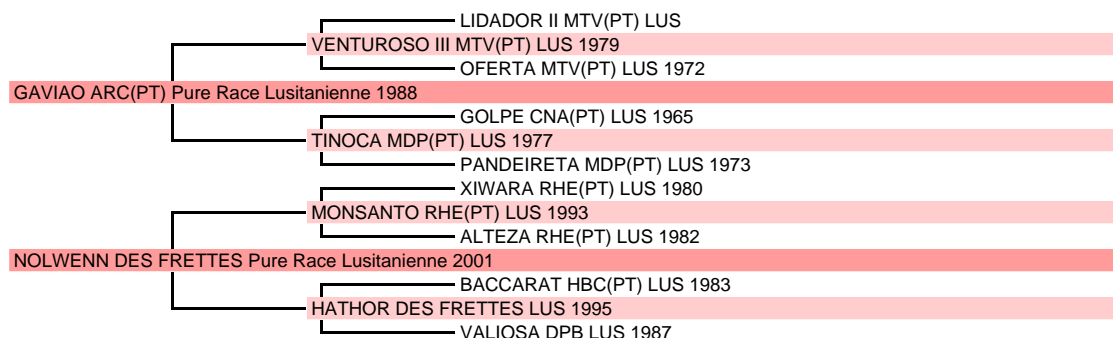 LIDADOR II MTV(PT) LUS
VENTUROSO III MTV(PT) LUS 1979
OFERTA MTV(PT) LUS 1972
GAVIAO ARC(PT) Pure Race Lusitanienne 1988
GOLPE CNA(PT) LUS 1965
TINOCA MDP(PT) LUS 1977
PANDEIRETA MDP(PT) LUS 1973
XIWARA RHE(PT) LUS 1980
MONSANTO RHE(PT) LUS 1993
ALTEZA RHE(PT) LUS 1982
NOLWENN DES FRETTES Pure Race Lusitanienne 2001
BACCARAT HBC(PT) LUS 1983
HATHOR DES FRETTES LUS 1995
VALIOSA DPB LUS 1987